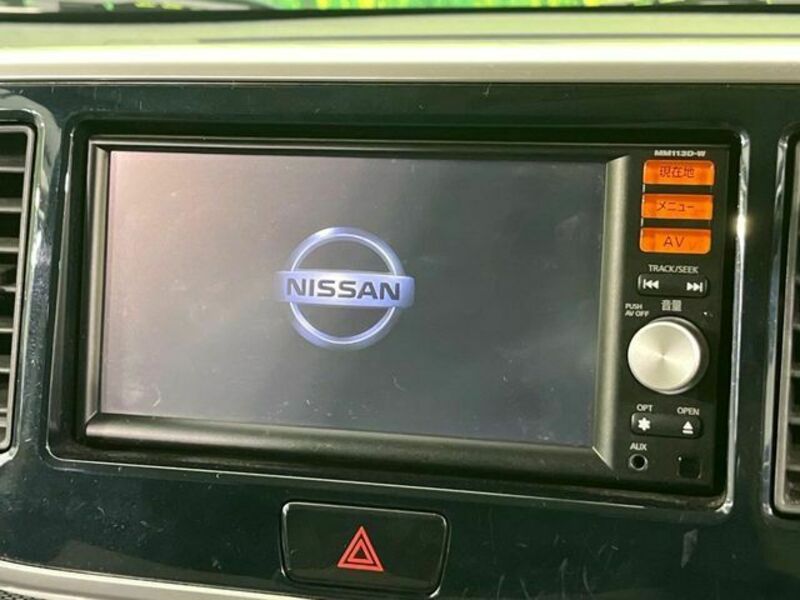 MM113D-W
現在地
メニュー
AV
TRACK/SEEK
音量
PUSH
AV OFF
NISSAN
OPT
OPEN
AUX